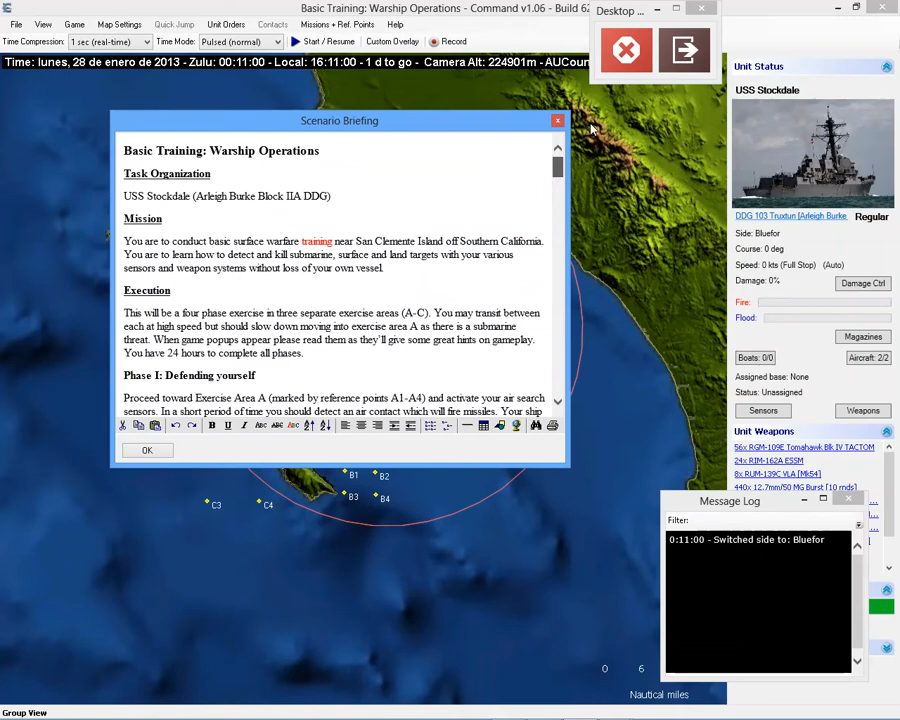 Basic Training: Warship Operations - Command v1.06 - Build 62
Desktop ...
File View Game Map Settings Quick Jump Unit Orders Contacts Missions + Ref. Points Help
Time Compression: 1 sec (real-time) Time Mode: Pulsed (normal) Start / Resume Custom Overlay Record
Time: lunes, 28 de enero de 2013 - Zulu: 00:11:00 - Local: 16:11:00 - 1 d to go - Camera Alt: 224901m - AUCoun
Scenario Briefing
Basic Training: Warship Operations
Task Organization
USS Stockdale (Arleigh Burke Block IIA DDG)
Mission
You are to conduct basic surface warfare training near San Clemente Island off Southern California.
You are to learn how to detect and kill submarine, surface and land targets with your various
sensors and weapon systems without loss of your own vessel.
Execution
This will be a four phase exercise in three separate exercise areas (A-C). You may transit between
each at high speed but should slow down moving into exercise area A as there is a submarine
threat. When game popups appear please read them as they'll give some great hints on gameplay.
You have 24 hours to complete all phases.
Phase I: Defending yourself
Proceed toward Exercise Area A (marked by reference points A1-A4) and activate your air search
sensors. In a short period of time you should detect an air contact which will fire missiles. Your ship
B I U ABC ABC ABC
OK
B1 B2
B3 B4
C3 C4
0 6
Nautical miles
Group View
Unit Status
USS Stockdale
DDG 103 Truxtun [Arleigh Burke Regular
Side: Bluefor
Course: 0 deg
Speed: 0 kts (Full Stop) (Auto)
Damage: 0% Damage Ctrl
Fire:
Flood:
Magazines
Boats: 0/0 Aircraft: 2/2
Assigned base: None
Status: Unassigned
Sensors Weapons
Unit Weapons
56x RGM-109E Tomahawk Blk IV TACTOM
24x RIM-162A ESSM
8x RUM-139C VLA [Mk54]
440x 12.7mm/50 MG Burst [10 rnds]
Message Log
Filter:
0:11:00 - Switched side to: Bluefor